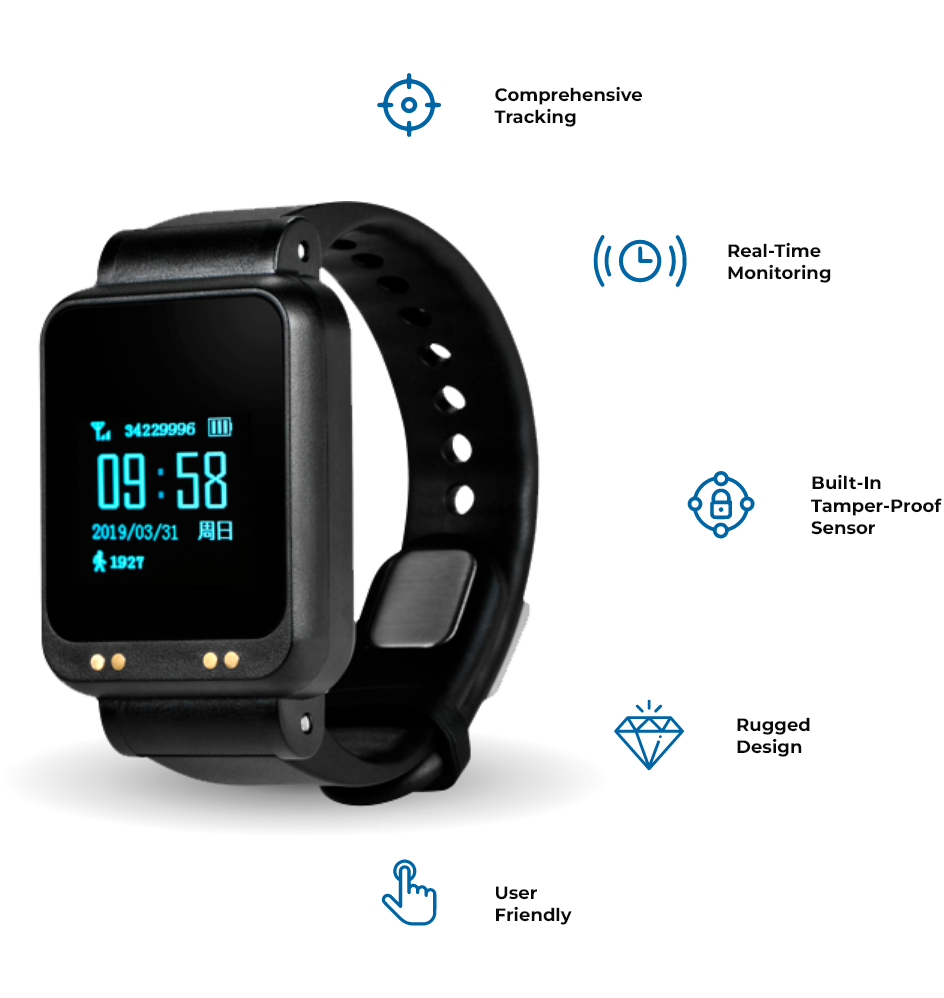 Comprehensive
Tracking
Real-Time
Monitoring
34229996
09:58
2019/03/31 周日
1927
Built-In
Tamper-Proof
Sensor
Rugged
Design
User
Friendly